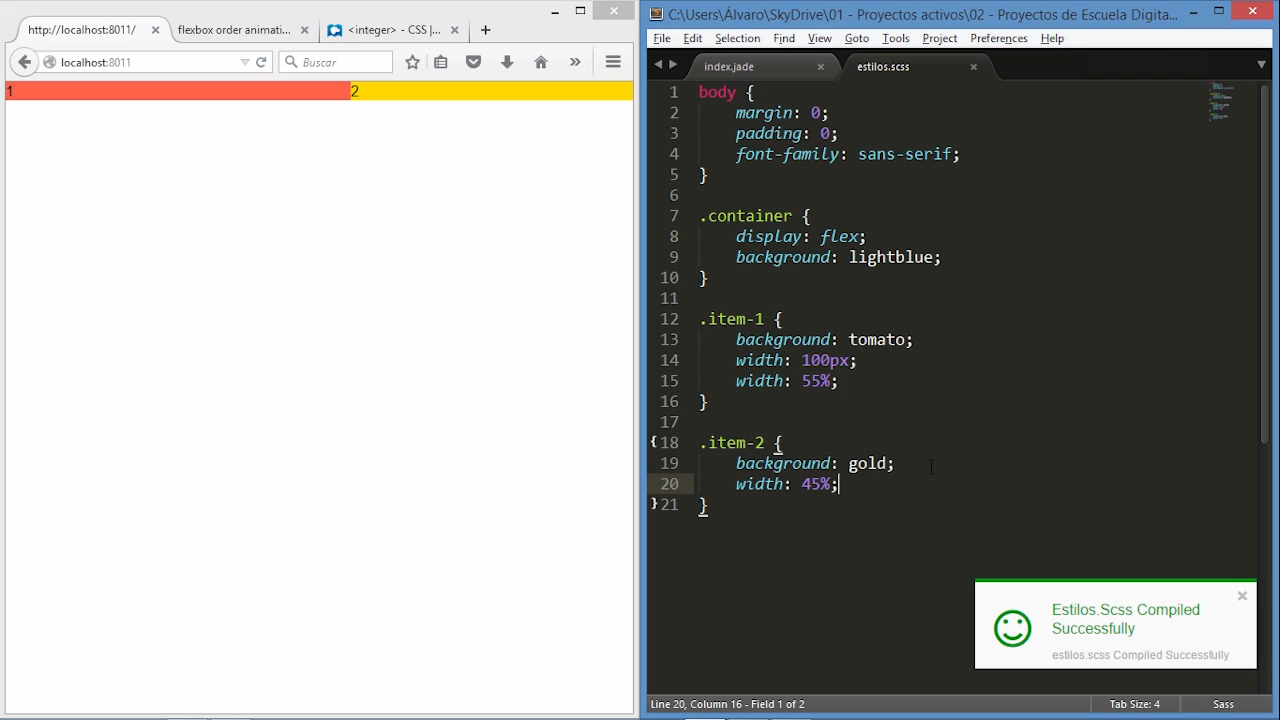 http://localhost:8011/
flexbox order animati...
<integer> - CSS |...
localhost:8011
Buscar
1
2
C:\Users\Álvaro\SkyDrive\01 - Proyectos activos\02 - Proyectos de Escuela Digita...
File Edit Selection Find View Goto Tools Project Preferences Help
index.jade
estilos.scss
1 body {
2 margin: 0;
3 padding: 0;
4 font-family: sans-serif;
5 }
6
7 .container {
8 display: flex;
9 background: lightblue;
10 }
11
12 .item-1 {
13 background: tomato;
14 width: 100px;
15 width: 55%;
16 }
17
18 .item-2 {
19 background: gold;
20 width: 45%;
21 }
Estilos.Scss Compiled
Successfully
estilos.scss Compiled Successfully
Line 20, Column 16 - Field 1 of 2
Tab Size: 4
Sass